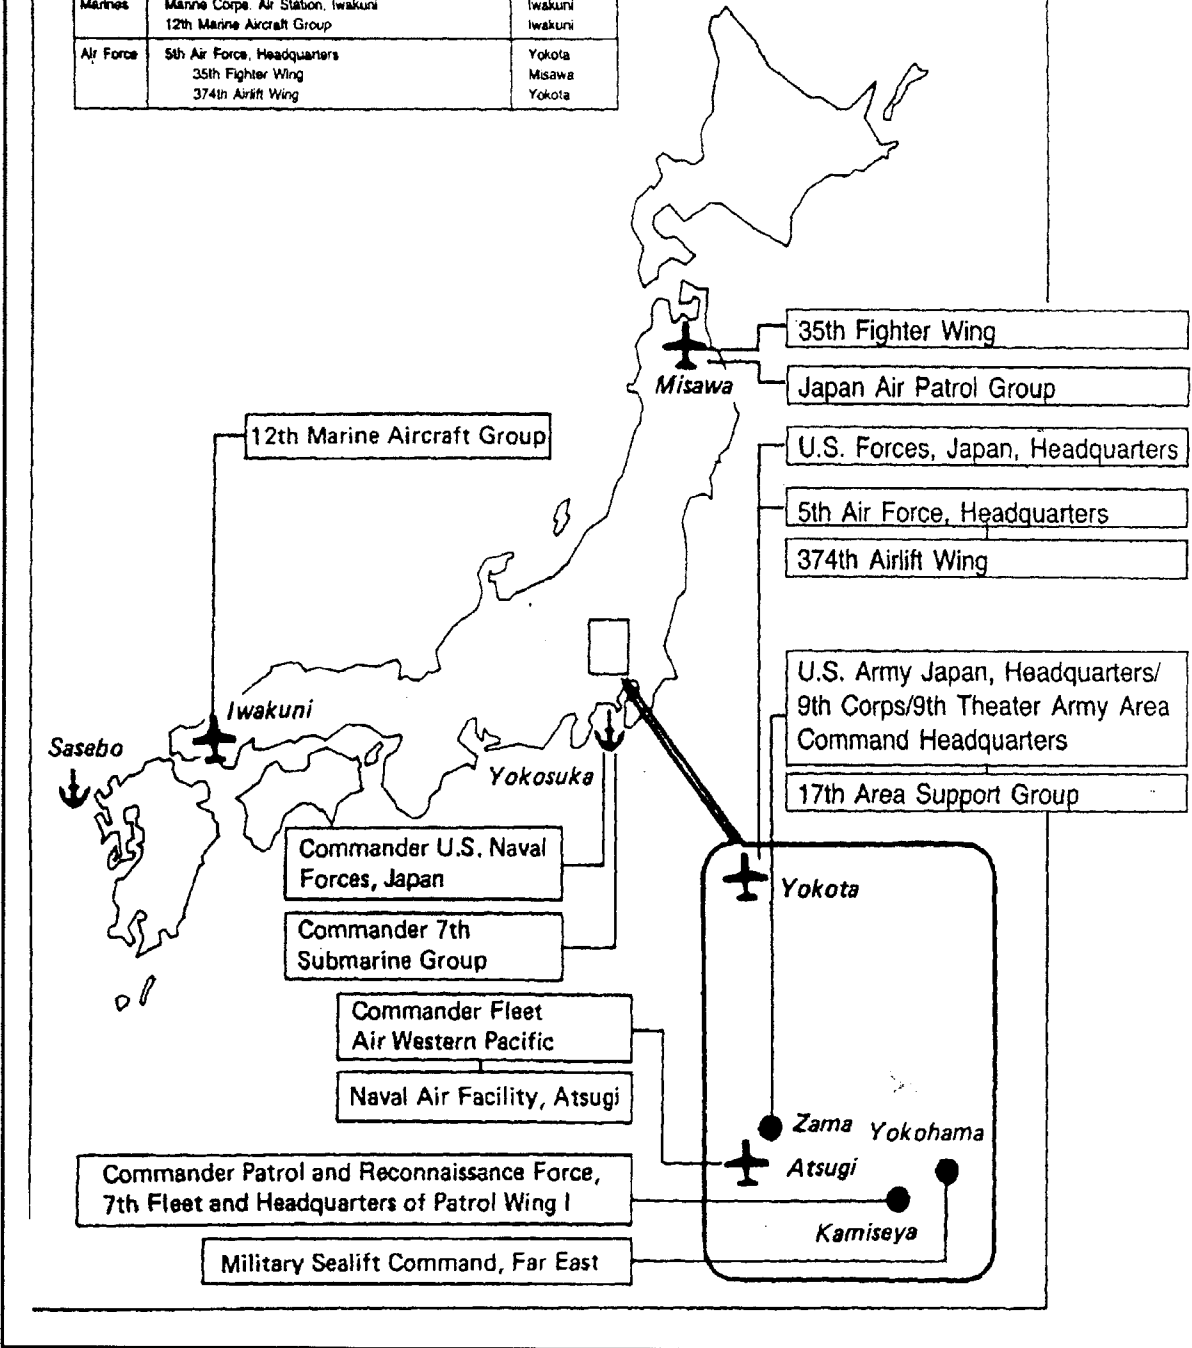 Marines Marine Corps. Air Station, Iwakuni Iwakuni
12th Marine Aircraft Group Iwakuni
Air Force 5th Air Force, Headquarters Yokota
35th Fighter Wing Misawa
374th Airlift Wing Yokota
35th Fighter Wing
Misawa
Japan Air Patrol Group
12th Marine Aircraft Group
U.S. Forces, Japan, Headquarters
5th Air Force, Headquarters
374th Airlift Wing
U.S. Army Japan, Headquarters/
9th Corps/9th Theater Army Area
Command Headquarters
17th Area Support Group
Iwakuni
Sasebo
Yokosuka
Commander U.S. Naval
Forces, Japan
Commander 7th
Submarine Group
Yokota
Commander Fleet
Air Western Pacific
Naval Air Facility, Atsugi
Zama
Yokohama
Atsugi
Commander Patrol and Reconnaissance Force,
7th Fleet and Headquarters of Patrol Wing I
Kamiseya
Military Sealift Command, Far East